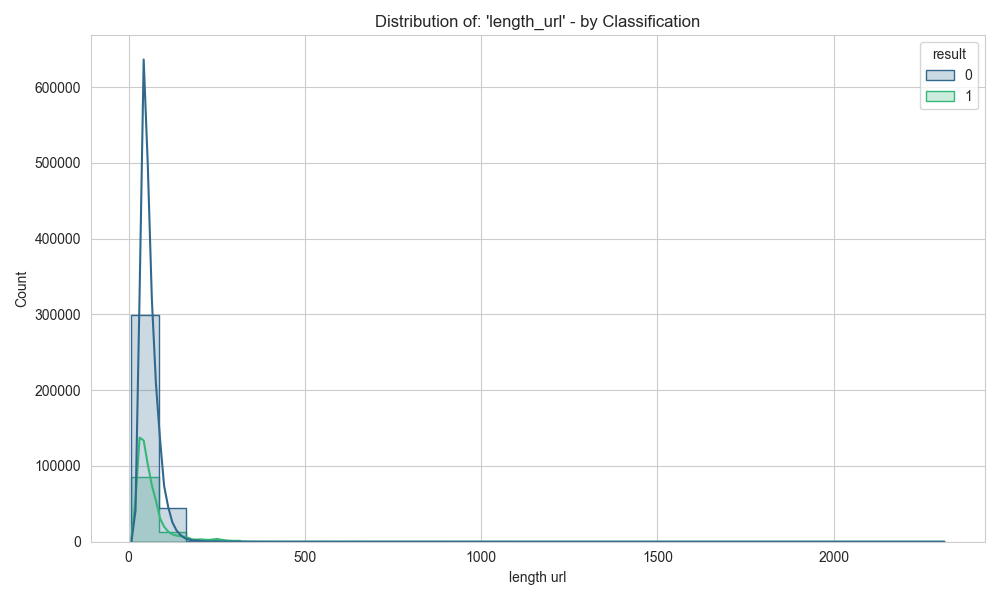 Distribution of: 'length_url' - by Classification
result
0
1
600000
500000
400000
300000
200000
100000
0
Count
0 500 1000 1500 2000
length url